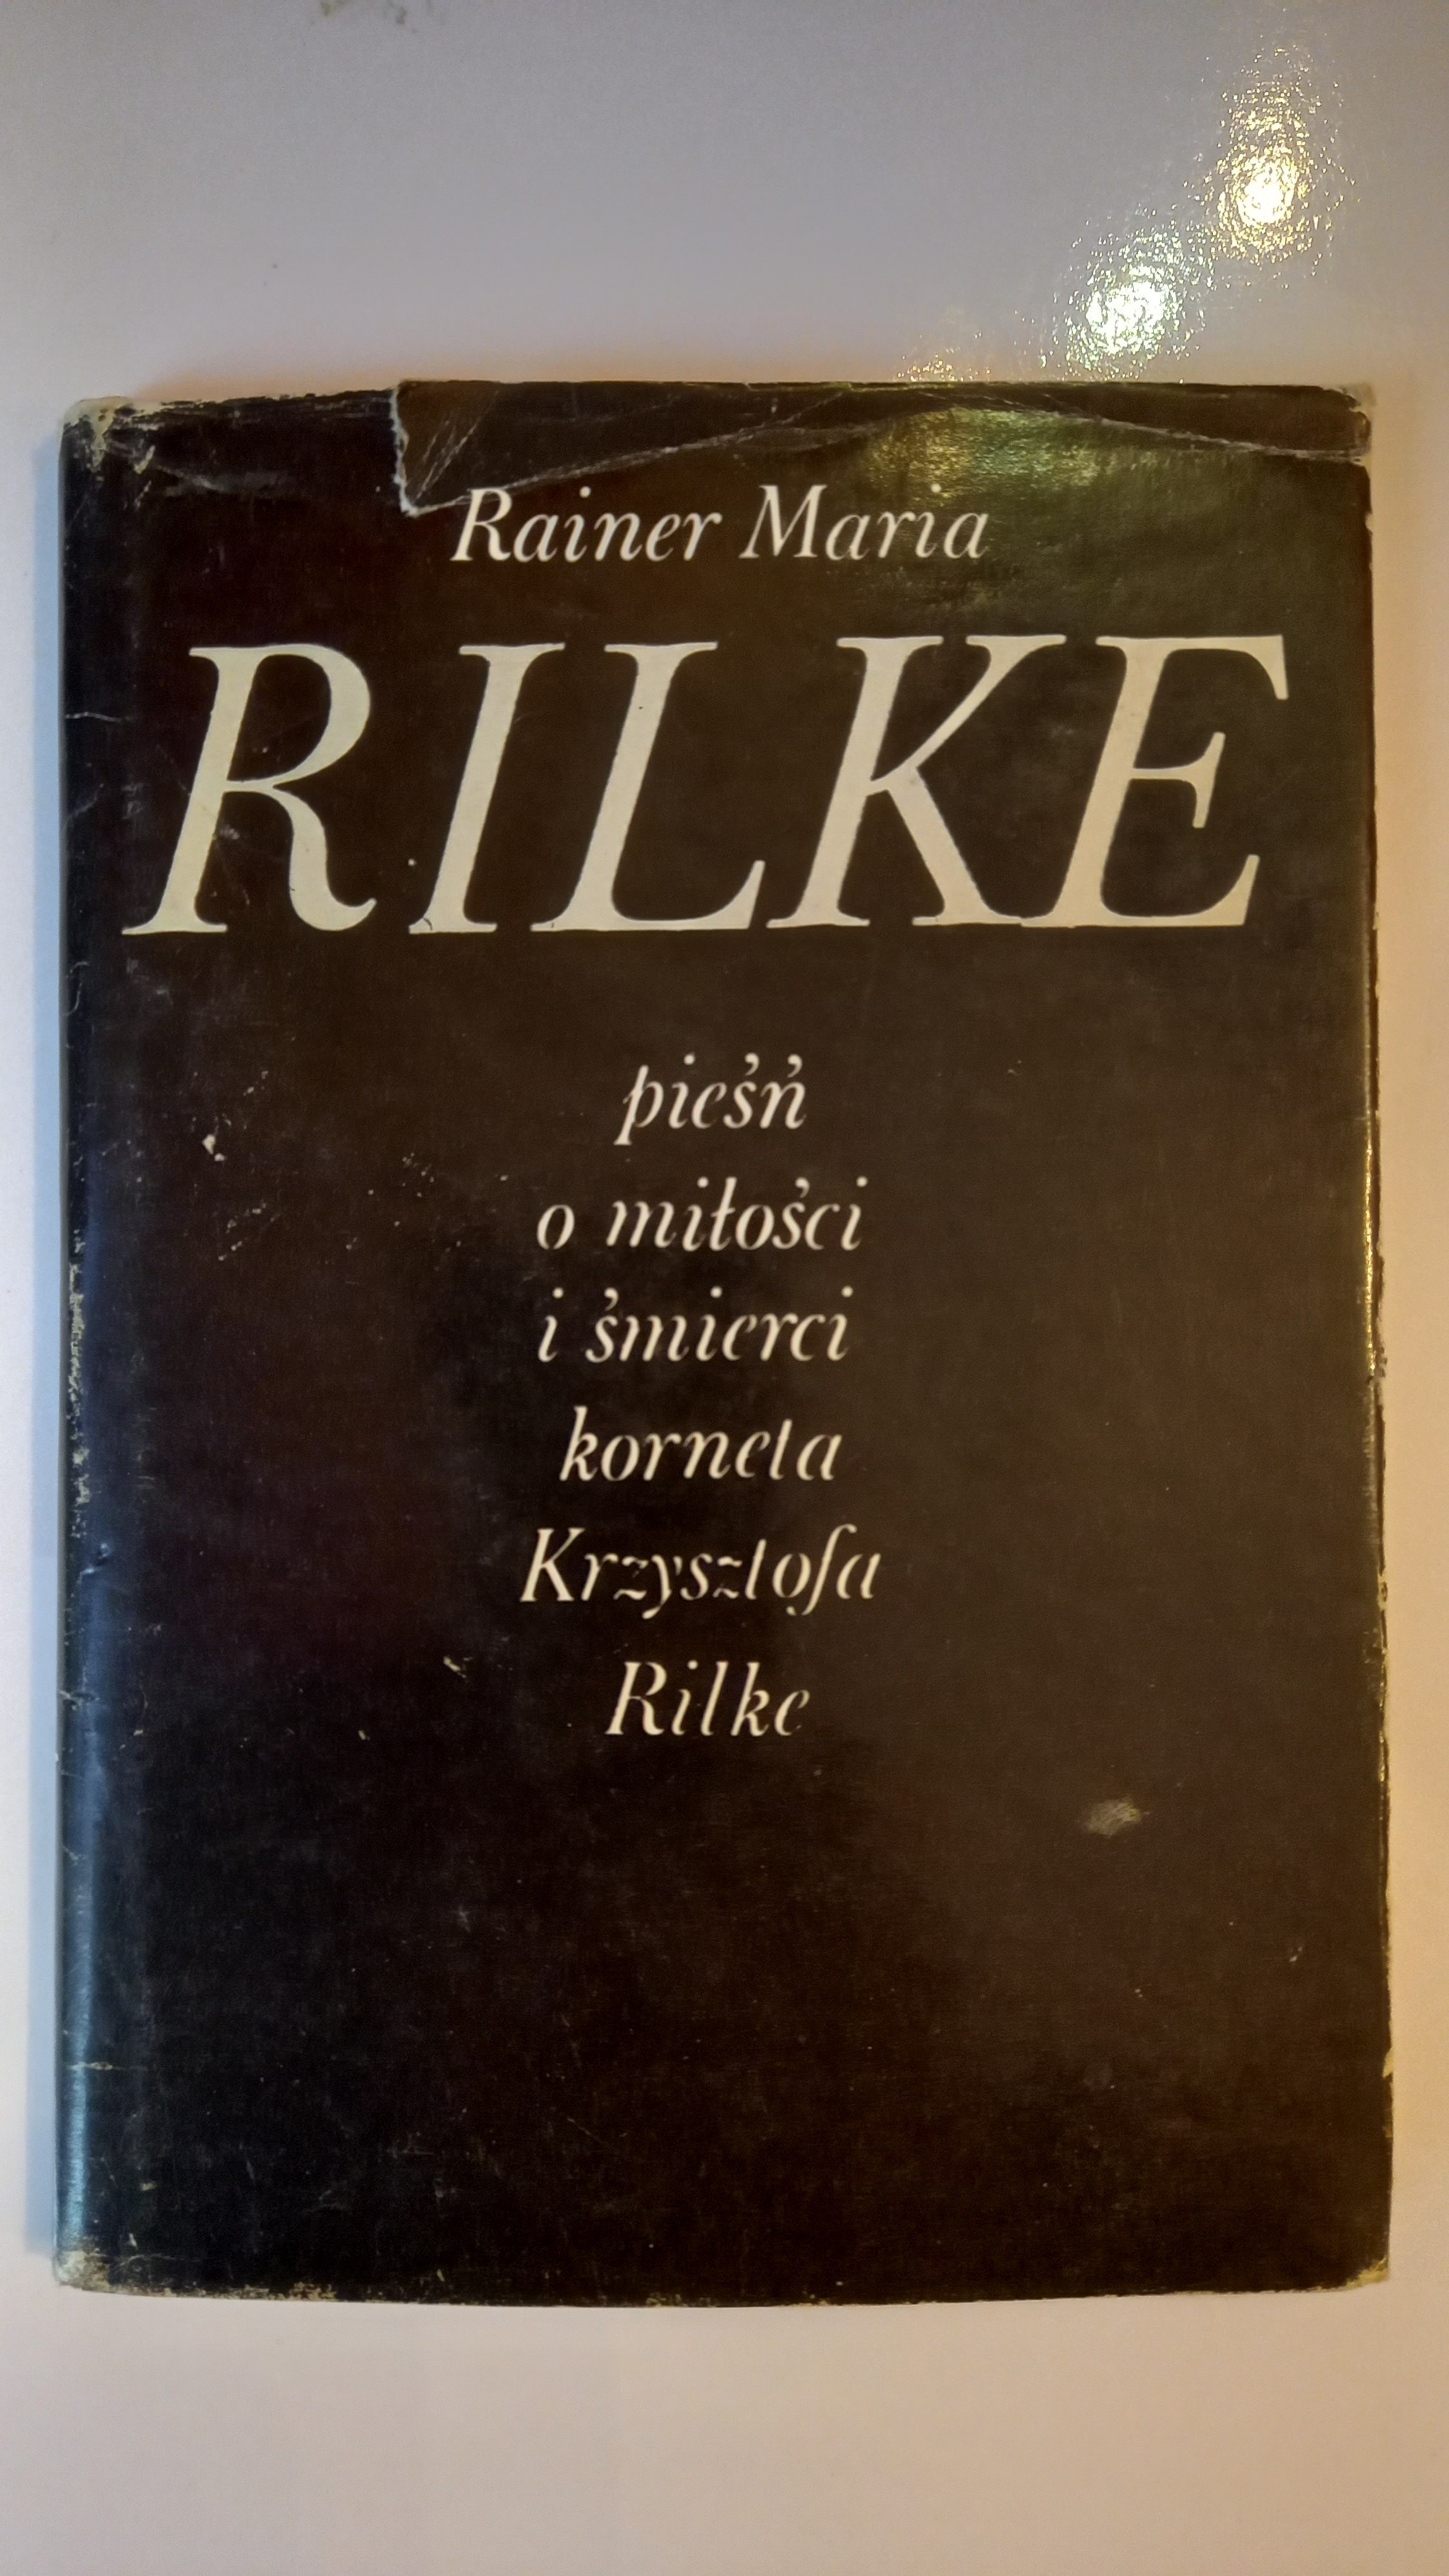 Rainer Maria
RILKE
pieśń
o miłości
i śmierci
korneta
Krzysztofa
Rilke